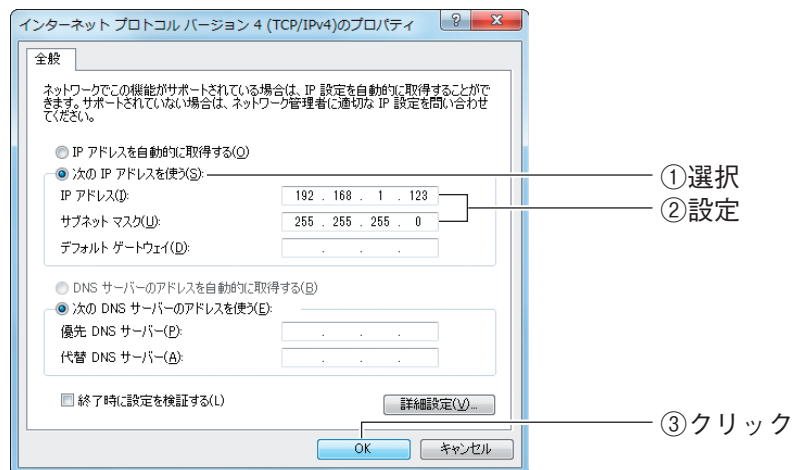 インターネット プロトコル バージョン 4 (TCP/IPv4)のプロパティ
全般
ネットワークでこの機能がサポートされている場合は、IP 設定を自動的に取得することがで
きます。サポートされていない場合は、ネットワーク管理者に適切な IP 設定を問い合わせ
てください。
IP アドレスを自動的に取得する(O)
次の IP アドレスを使う(S):
①選択
IP アドレス(I): 192 . 168 . 1 . 123
②設定
サブネット マスク(U): 255 . 255 . 255 . 0
デフォルト ゲートウェイ(D): . . .
DNS サーバーのアドレスを自動的に取得する(B)
次の DNS サーバーのアドレスを使う(E):
優先 DNS サーバー(P): . . .
代替 DNS サーバー(A): . . .
終了時に設定を検証する(L)
詳細設定(V)...
③クリック
OK キャンセル